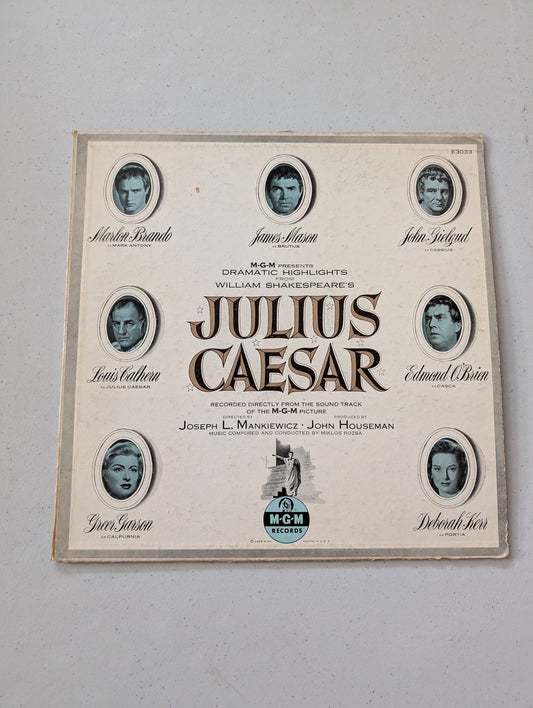 E3033
Marlon Brando
as MARK ANTONY
James Mason
as BRUTUS
John Gielgud
as CASSIUS
M-G-M PRESENTS
DRAMATIC HIGHLIGHTS
FROM
WILLIAM SHAKESPEARE'S
JULIUS
CAESAR
Louis Calhern
as JULIUS CAESAR
Edmond O'Brien
as CASCA
RECORDED DIRECTLY FROM THE SOUND TRACK
OF THE M-G-M PICTURE
DIRECTED BY PRODUCED BY
JOSEPH L. MANKIEWICZ · JOHN HOUSEMAN
MUSIC COMPOSED AND CONDUCTED BY MIKLOS ROZSA
Greer Garson
as CALPURNIA
Deborah Kerr
as PORTIA
M-G-M
RECORDS
PRINTED IN U.S.A.